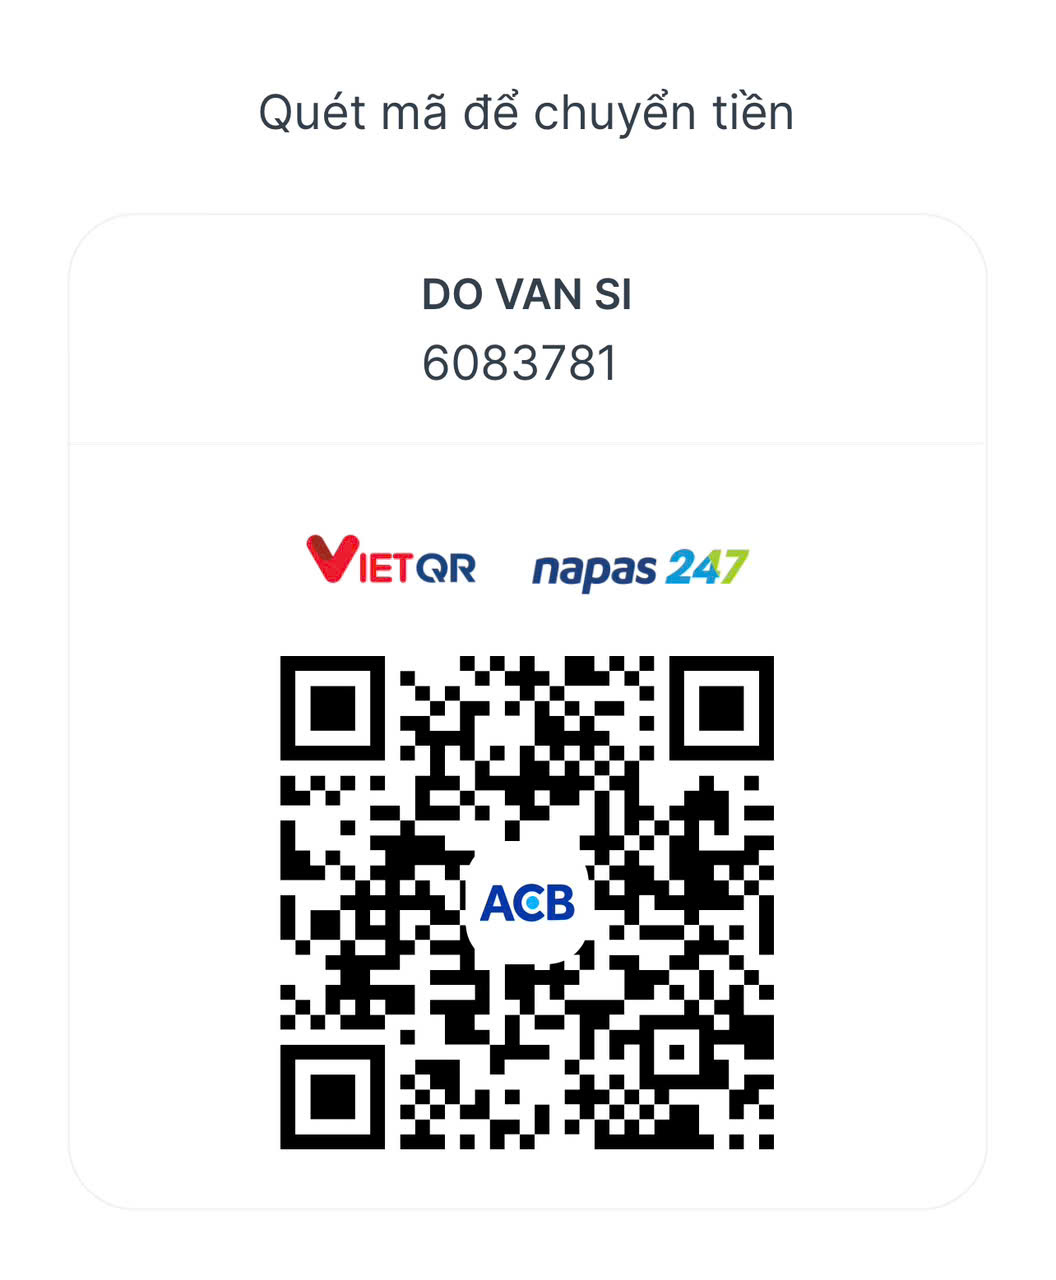 Quét mã để chuyển tiền
DO VAN SI
6083781
VIETQR napas 247
ACB